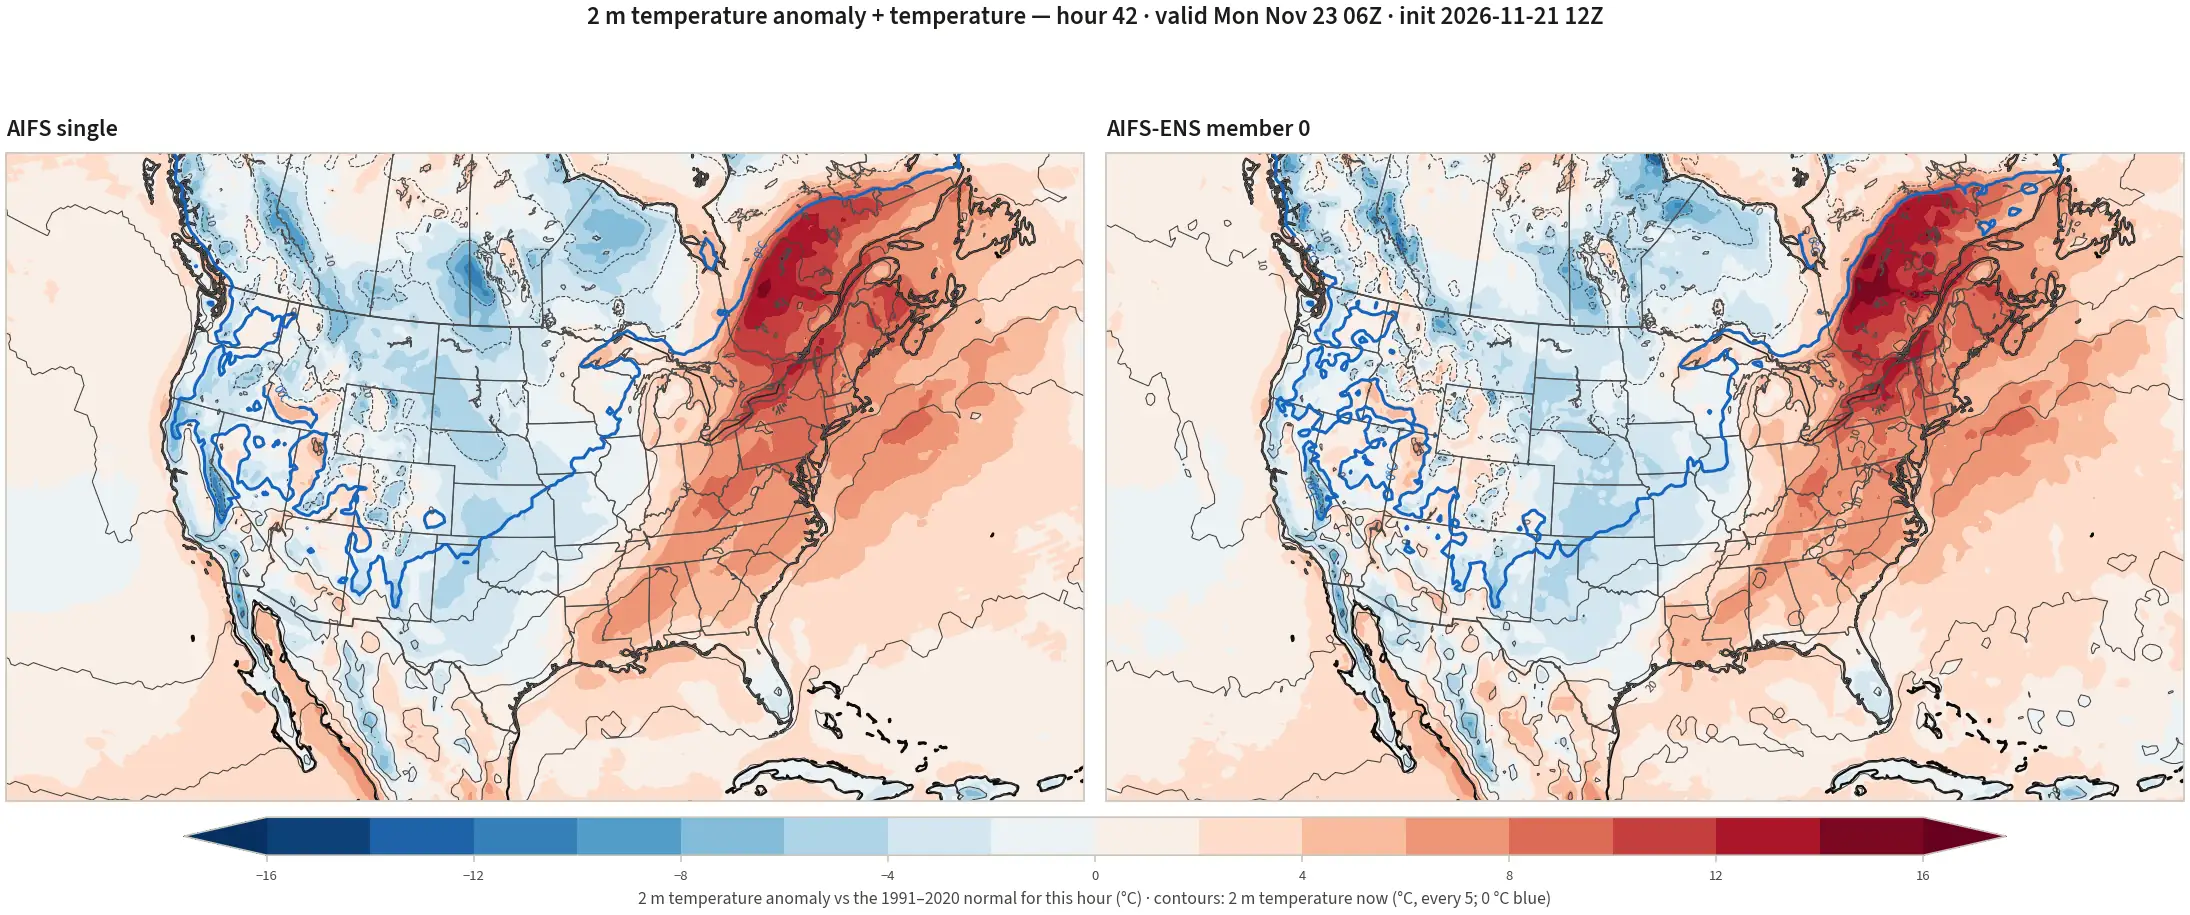 2 m temperature anomaly + temperature — hour 42 · valid Mon Nov 23 06Z · init 2026-11-21 12Z
AIFS single
AIFS-ENS member 0
−16
−12
−8
−4
0
4
8
12
16
2 m temperature anomaly vs the 1991–2020 normal for this hour (°C) · contours: 2 m temperature now (°C, every 5; 0 °C blue)